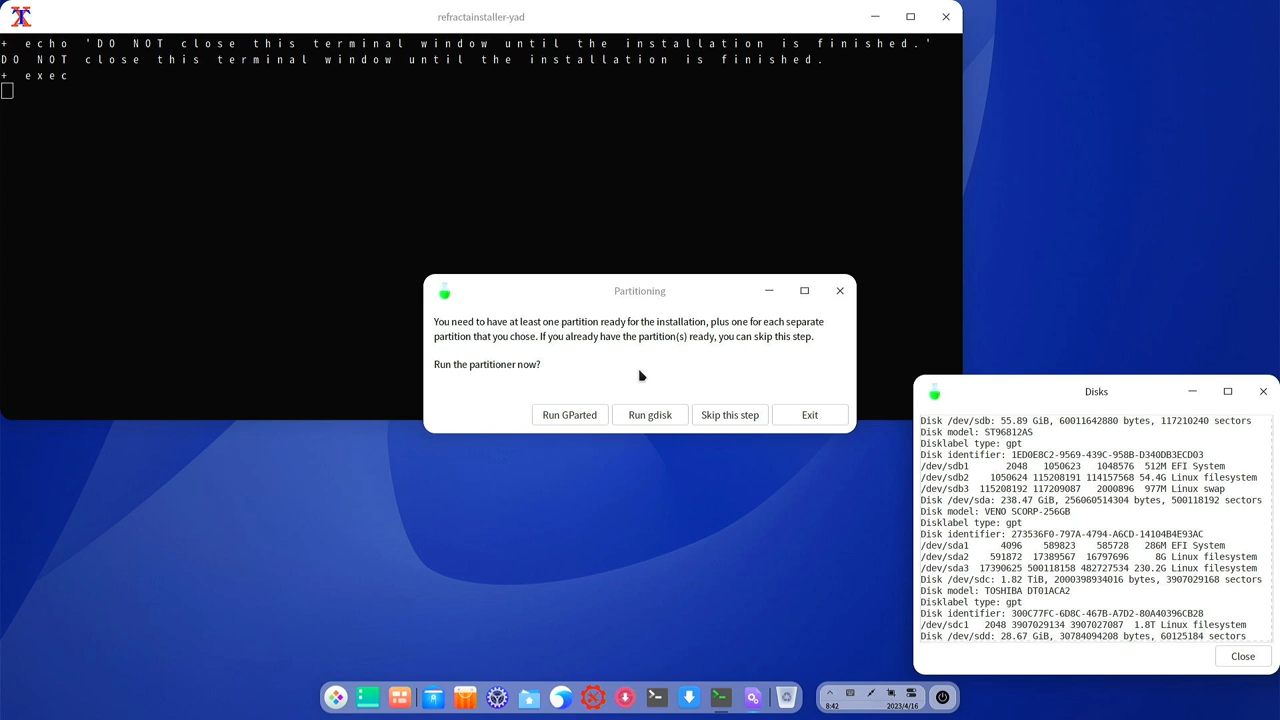 refractainstaller-yad
+ echo 'DO NOT close this terminal window until the installation is finished.'
DO NOT close this terminal window until the installation is finished.
+ exec
Partitioning
You need to have at least one partition ready for the installation, plus one for each separate
partition that you chose. If you already have the partition(s) ready, you can skip this step.
Run the partitioner now?
Run GParted
Run gdisk
Skip this step
Exit
Disks
Disk /dev/sdb: 55.89 GiB, 60011642880 bytes, 117210240 sectors
Disk model: ST96812AS
Disklabel type: gpt
Disk identifier: 1ED0E8C2-9569-439C-958B-D340DB3ECD03
/dev/sdb1 2048 1050623 1048576 512M EFI System
/dev/sdb2 1050624 115208191 114157568 54.4G Linux filesystem
/dev/sdb3 115208192 117209087 2000896 977M Linux swap
Disk /dev/sda: 238.47 GiB, 256060514304 bytes, 500118192 sectors
Disk model: VENO SCORP-256GB
Disklabel type: gpt
Disk identifier: 273536F0-797A-4794-A6CD-14104B4E93AC
/dev/sda1 4096 589823 585728 286M EFI System
/dev/sda2 591872 17389567 16797696 8G Linux filesystem
/dev/sda3 17390625 500118158 482727534 230.2G Linux filesystem
Disk /dev/sdc: 1.82 TiB, 2000398934016 bytes, 3907029168 sectors
Disk model: TOSHIBA DT01ACA2
Disklabel type: gpt
Disk identifier: 300C77FC-6D8C-467B-A7D2-80A40396CB28
/dev/sdc1 2048 3907029134 3907027087 1.8T Linux filesystem
Disk /dev/sdd: 28.67 GiB, 30784094208 bytes, 60125184 sectors
Close
8:42
2023/4/16